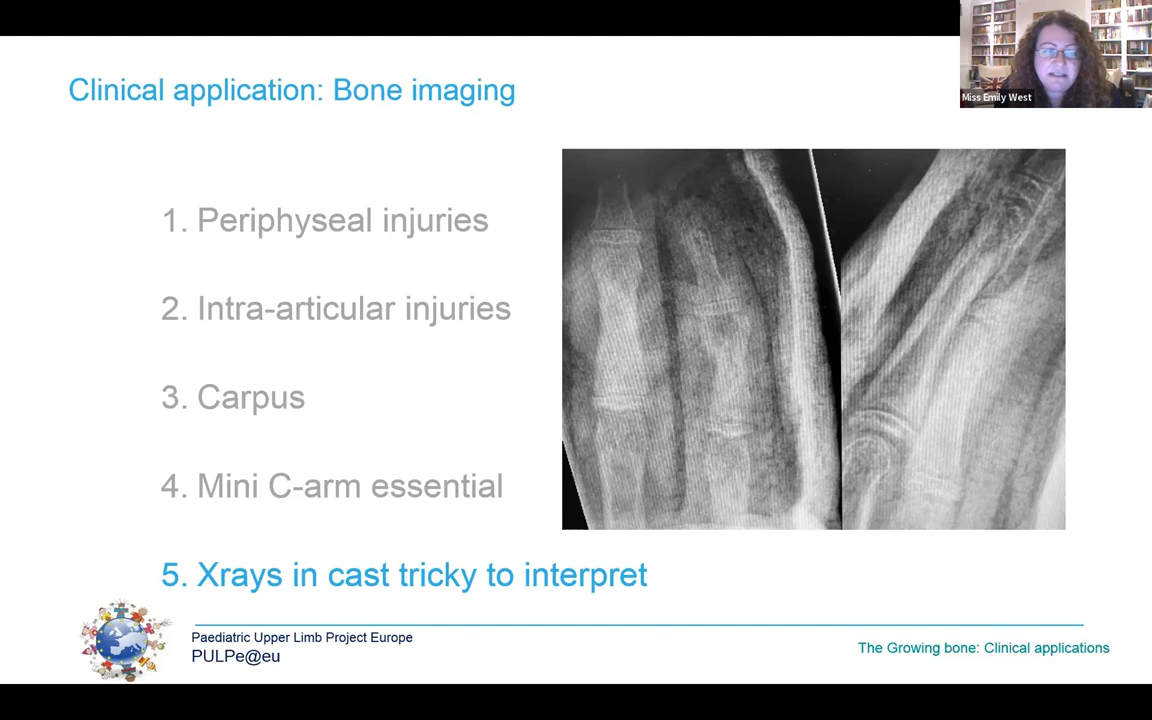 Clinical application: Bone imaging
Miss Emily West
1. Periphyseal injuries
2. Intra-articular injuries
3. Carpus
4. Mini C-arm essential
5. Xrays in cast tricky to interpret
Paediatric Upper Limb Project Europe
PULPe@eu
The Growing bone: Clinical applications